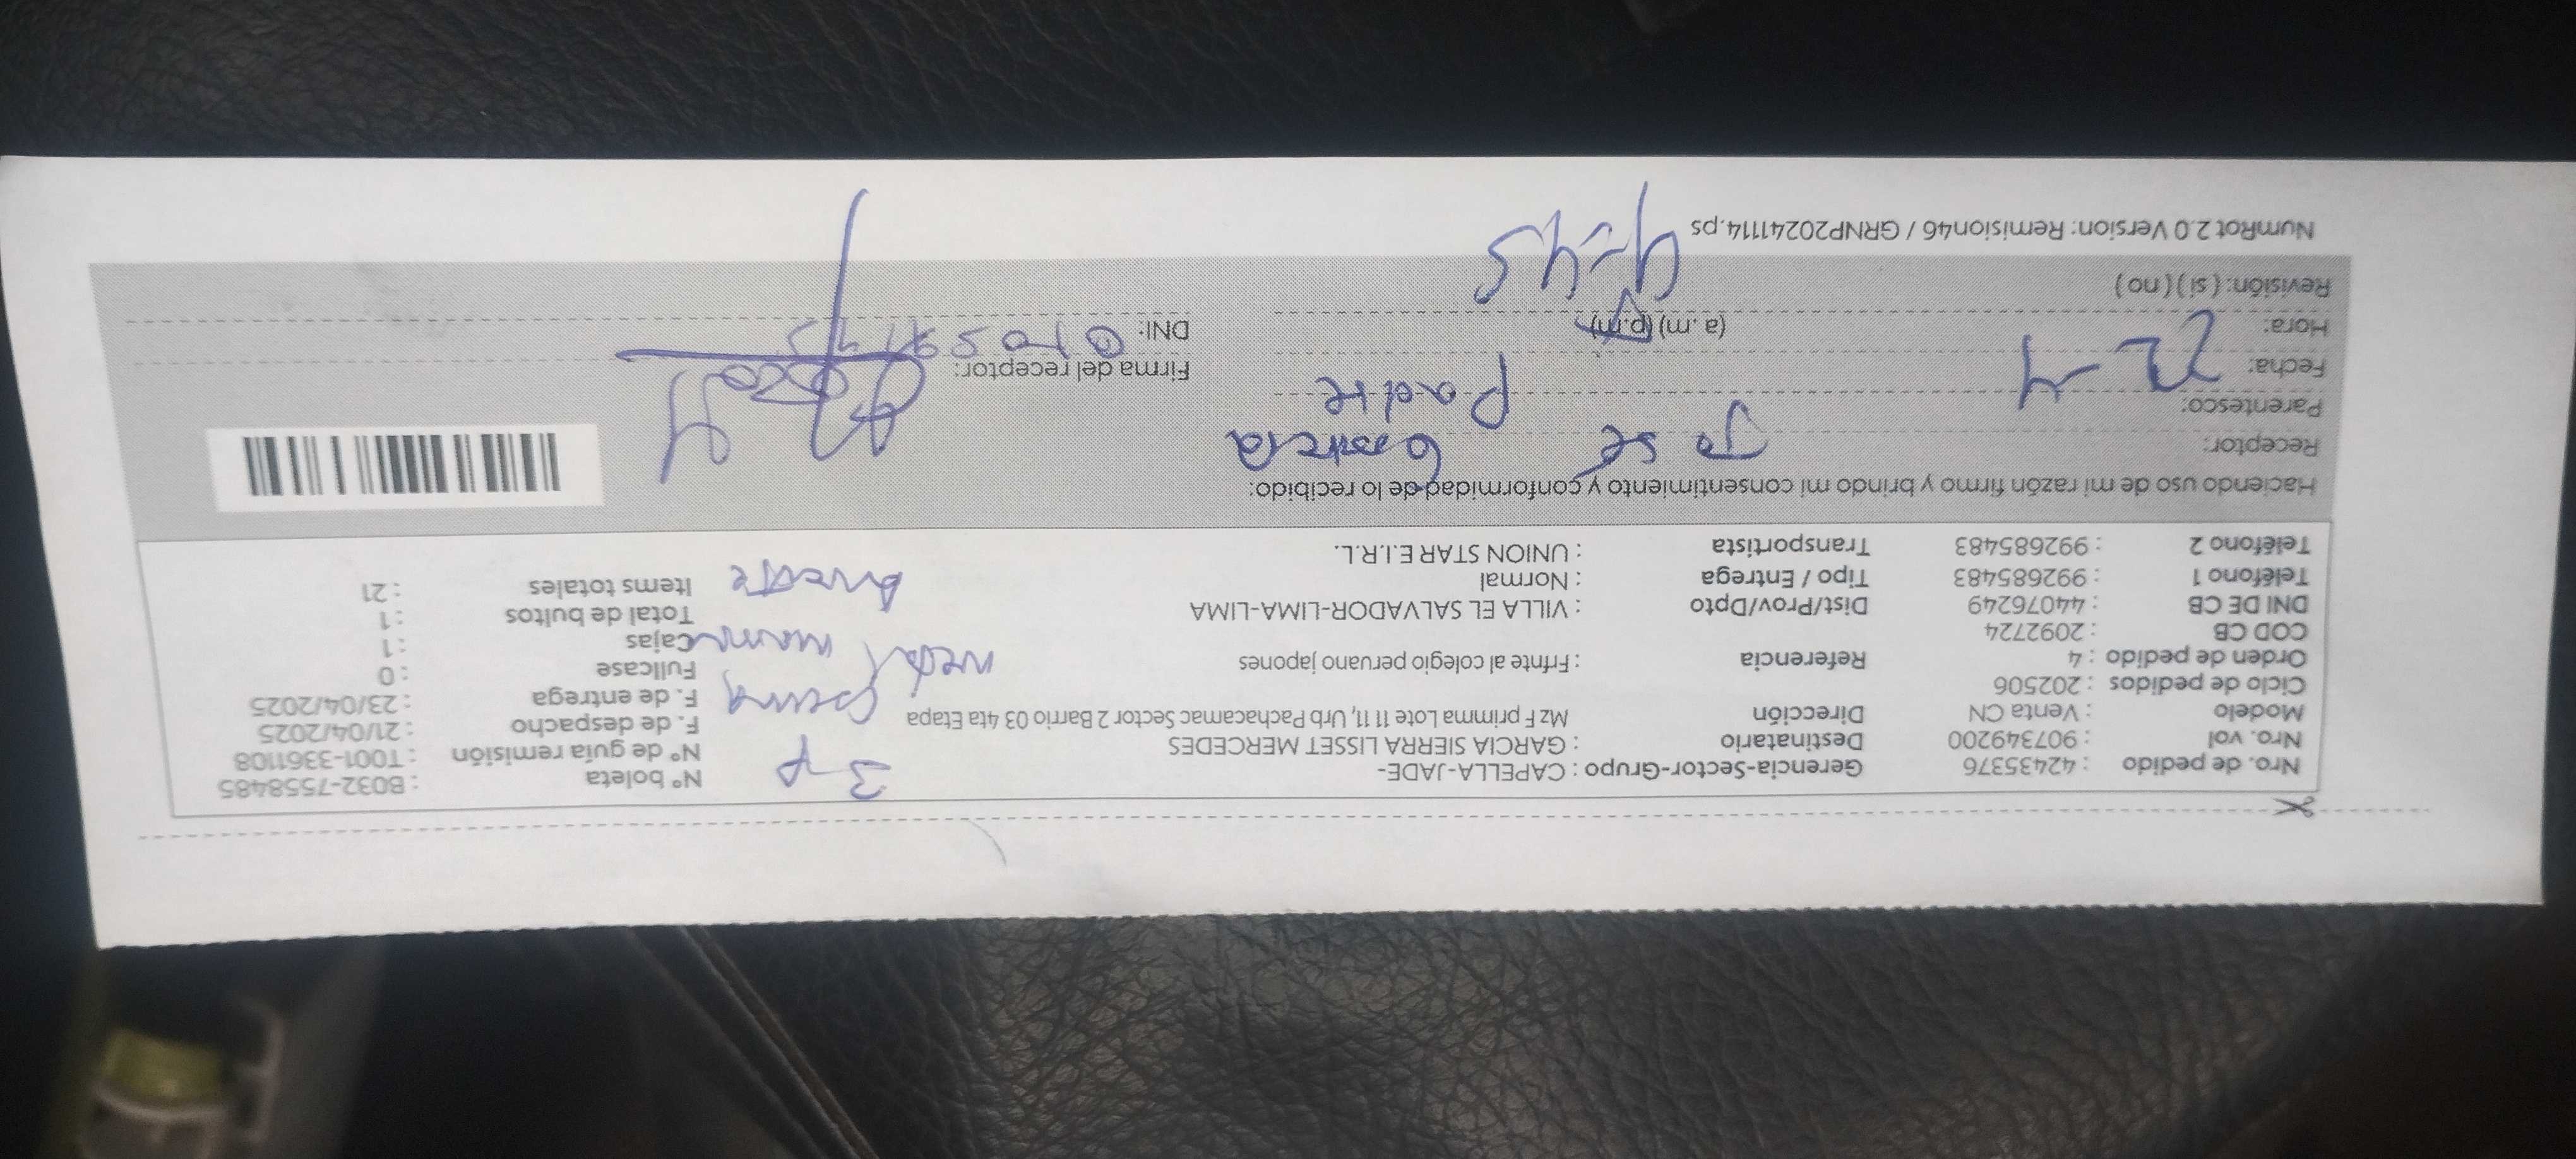 Nro. de pedido : 42435376 Gerencia-Sector-Grupo : CAPELLA-JADE- 3-P N° boleta : B032-7558485
Nro. vol : 907349200 Destinatario : GARCIA SIERRA LISSET MERCEDES N° de guía remisión : T001-3361108
Modelo : Venta CN Dirección Mz F primma Lote 11 11, Urb Pachacamac Sector 2 Barrio 03 4ta Etapa F. de despacho : 21/04/2025
Ciclo de pedidos : 202506 F. de entrega : 23/04/2025
Orden de pedido : 4 Referencia : Frfnte al colegio peruano japones Fullcase : 0
COD CB : 2092724 Cajas : 1
DNI DE CB : 44076249 Dist/Prov/Dpto : VILLA EL SALVADOR-LIMA-LIMA Total de bultos : 1
Teléfono 1 : 992685483 Tipo / Entrega : Normal Items totales : 21
Teléfono 2 : 992685483 Transportista : UNION STAR E.I.R.L.
Haciendo uso de mi razón firmo y brindo mi consentimiento y conformidad de lo recibido:
Receptor: Jose
Parentesco: Padre
Fecha: 22-4 Firma del receptor:
Hora: (a.m) (p.m) DNI:
4-45
Revisión: ( si ) ( no )
NumRot 2.0 Version: Remision46 / GRNP20241114.ps